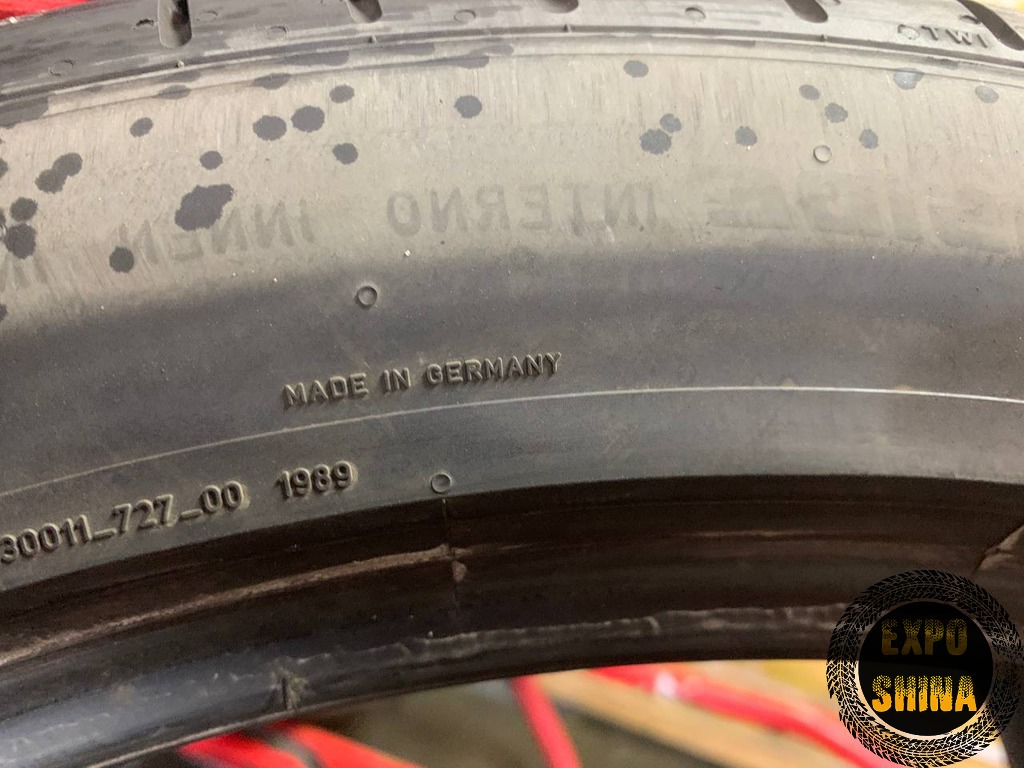 TWI
INTERNO INNEN
MADE IN GERMANY
30011_727_00 1989
EXPO
SHINA